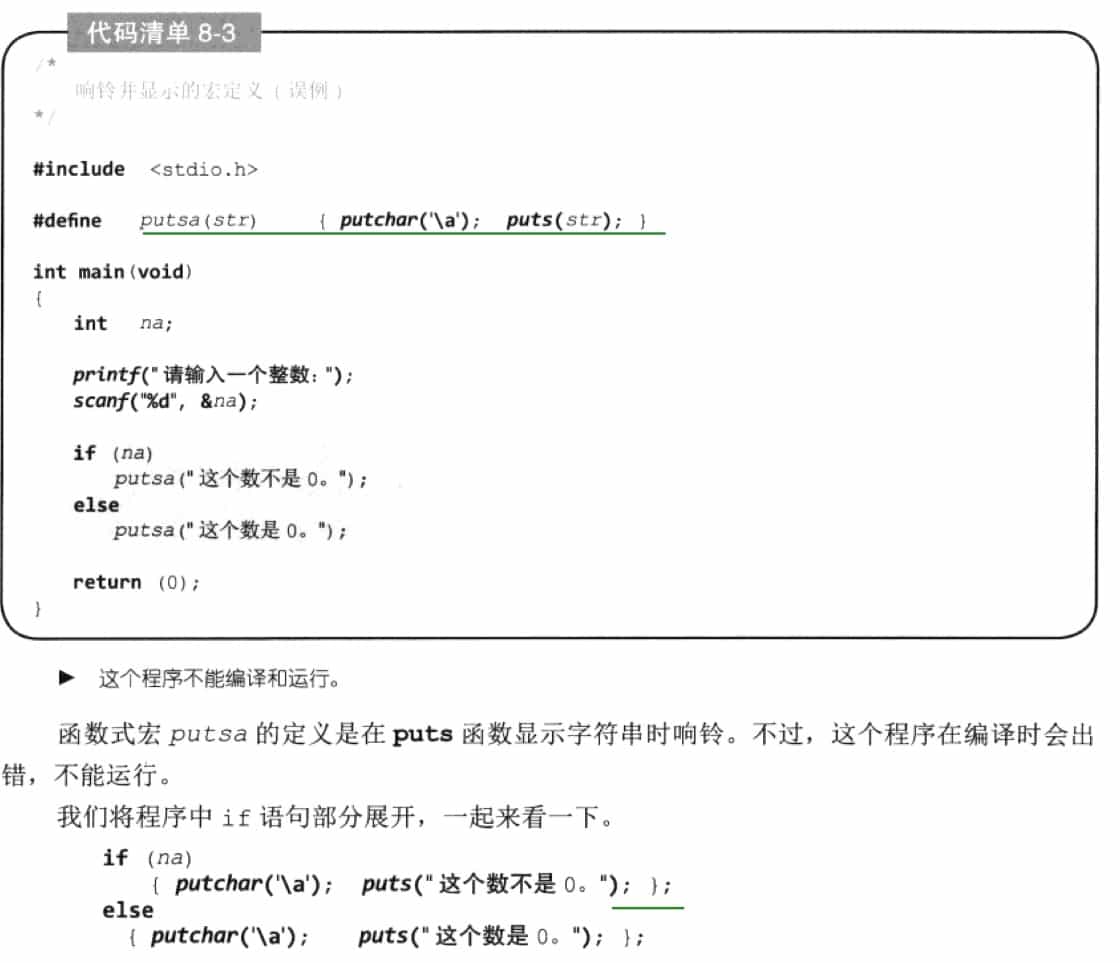 代码清单 8-3
/*
响铃并显示的宏定义（误例）
*/
#include <stdio.h>
#define putsa(str) { putchar('\a'); puts(str); }
int main(void)
{
int na;
printf("请输入一个整数：");
scanf("%d", &na);
if (na)
putsa("这个数不是 0。");
else
putsa("这个数是 0。");
return (0);
}
▶ 这个程序不能编译和运行。
函数式宏 putsa 的定义是在 puts 函数显示字符串时响铃。不过，这个程序在编译时会出
错，不能运行。
我们将程序中 if 语句部分展开，一起来看一下。
if (na)
{ putchar('\a'); puts("这个数不是 0。"); };
else
{ putchar('\a'); puts("这个数是 0。"); };